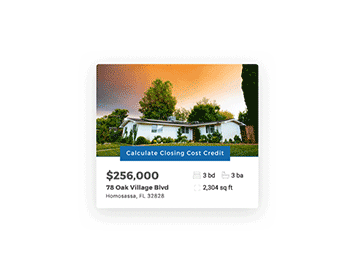 Calculate Closing Cost Credit
$256,000 3 bd 3 ba
78 Oak Village Blvd 2,304 sq ft
Homosassa, FL 32828